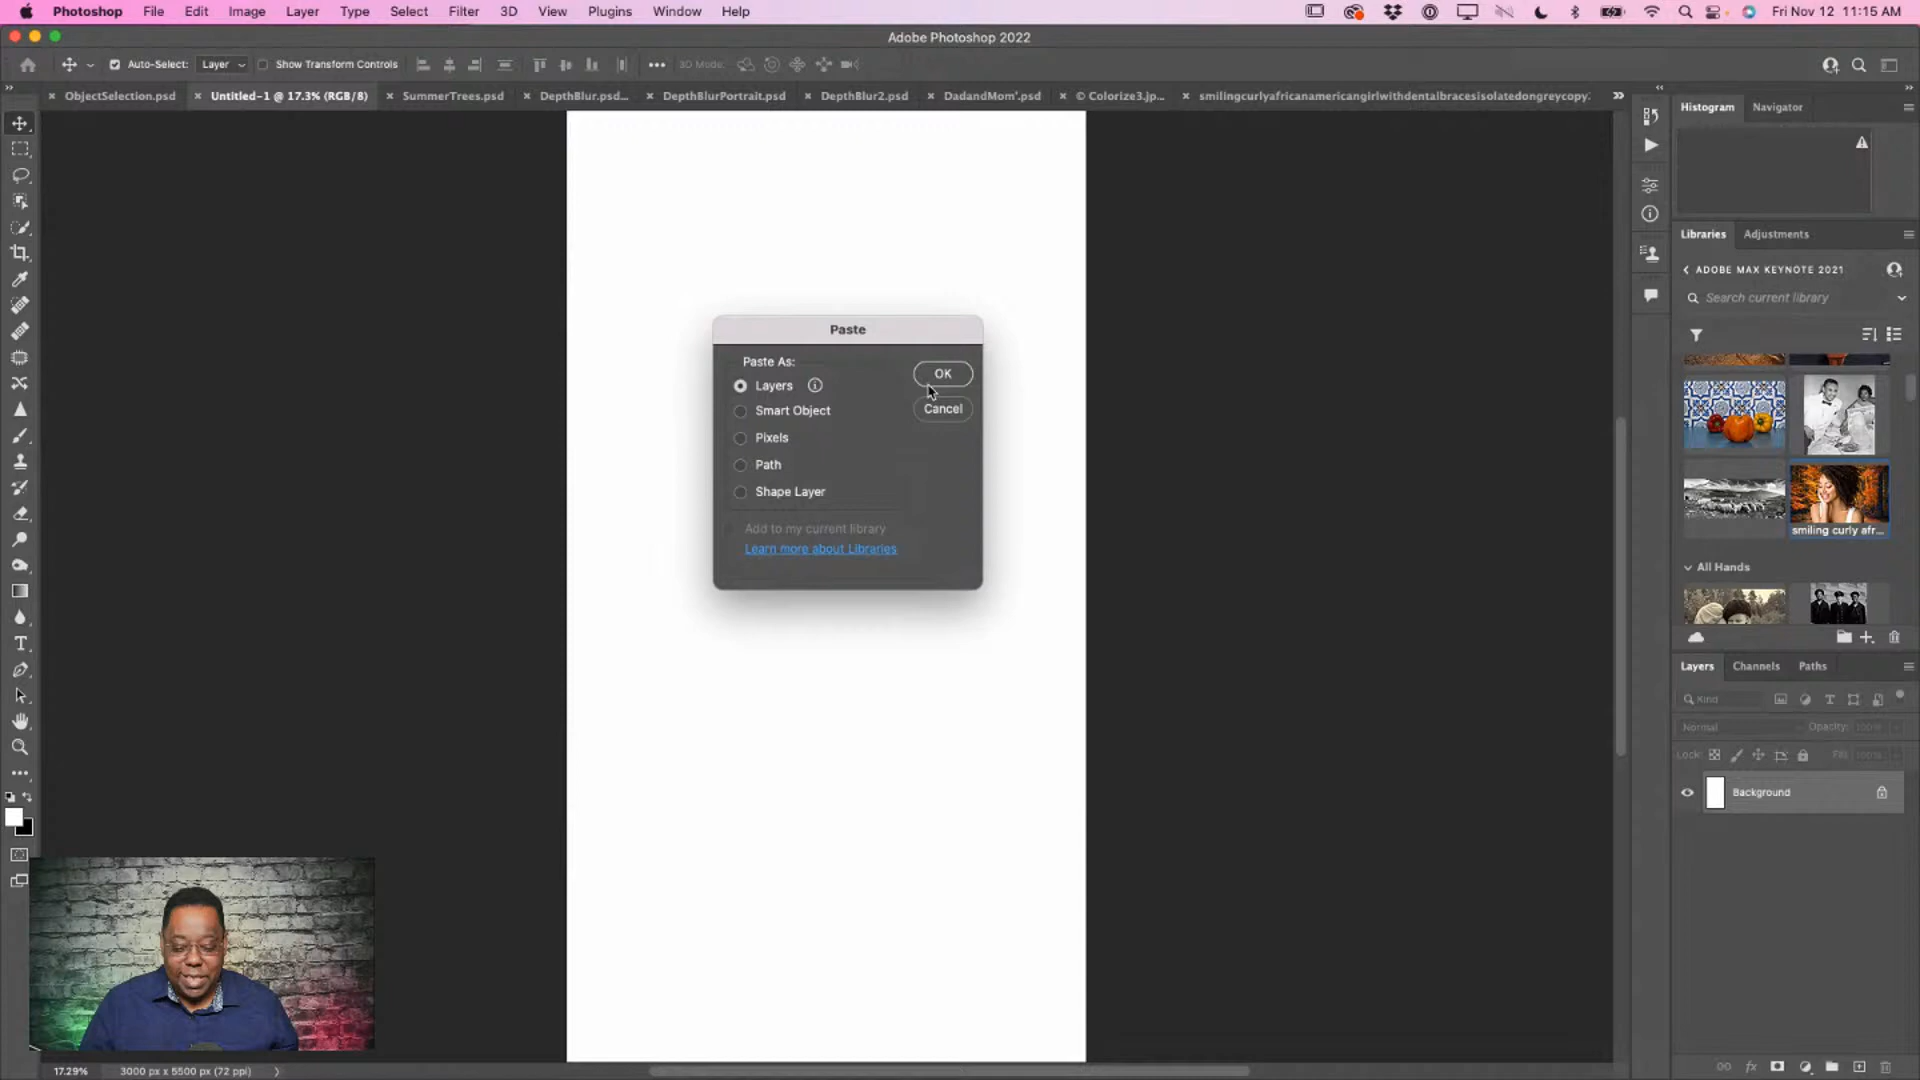 Photoshop File Edit Image Layer Type Select Filter 3D View Plugins Window Help Fri Nov 12 11:15 AM
Adobe Photoshop 2022
Auto-Select: Layer Show Transform Controls 3D Mode:
ObjectSelection.psd Untitled-1 @ 17.3% (RGB/8) SummerTrees.psd DepthBlur.psd... DepthBlurPortrait.psd DepthBlur2.psd DadandMom'.psd © Colorize3.jp... smilingcurlyafricanamericangirlwithdentalbracesisolatedongreycopy.
Histogram Navigator
Libraries Adjustments
ADOBE MAX KEYNOTE 2021
Search current library
smiling curly afr...
All Hands
Paste
Paste As:
Layers
Smart Object
Pixels
Path
Shape Layer
OK
Cancel
Add to my current library
Learn more about Libraries
Layers Channels Paths
Kind
Normal Opacity: 100%
Lock: Fill: 100%
Background
17.29% 3000 px x 5500 px (72 ppi)